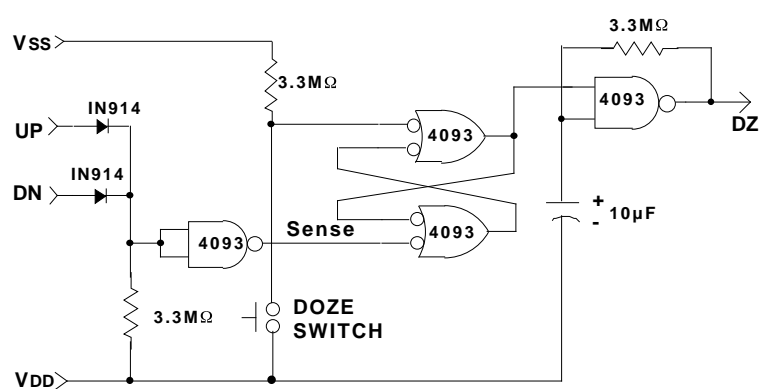 VSS
3.3MΩ
3.3MΩ
IN914
UP
4093
4093
DZ
IN914
DN
+
10µF
-
4093
Sense
4093
DOZE
SWITCH
3.3MΩ
VDD